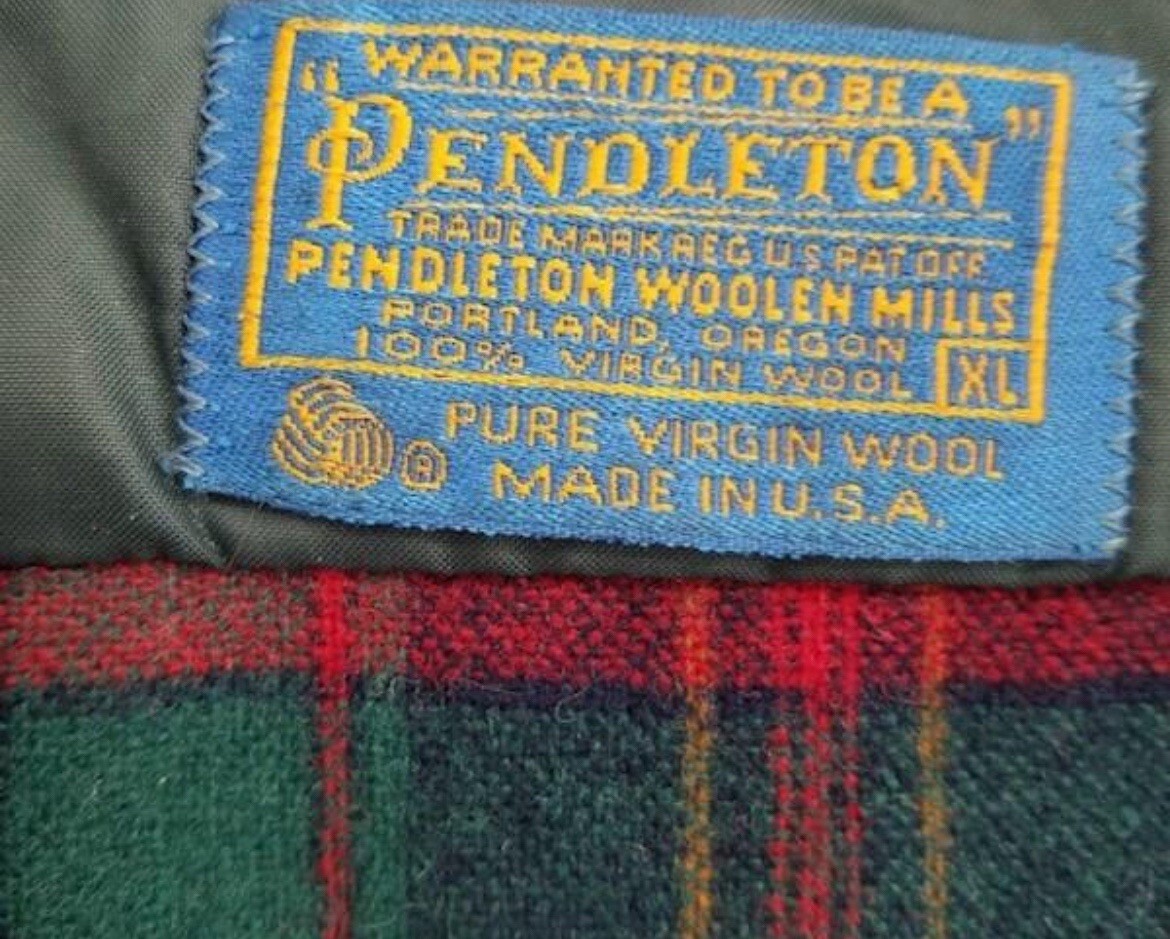 WARRANTED TO BE A
"PENDLETON"
TRADE MARK REG U.S. PAT OFF.
PENDLETON WOOLEN MILLS
PORTLAND, OREGON
100% VIRGIN WOOL XL
® PURE VIRGIN WOOL
MADE IN U.S.A.